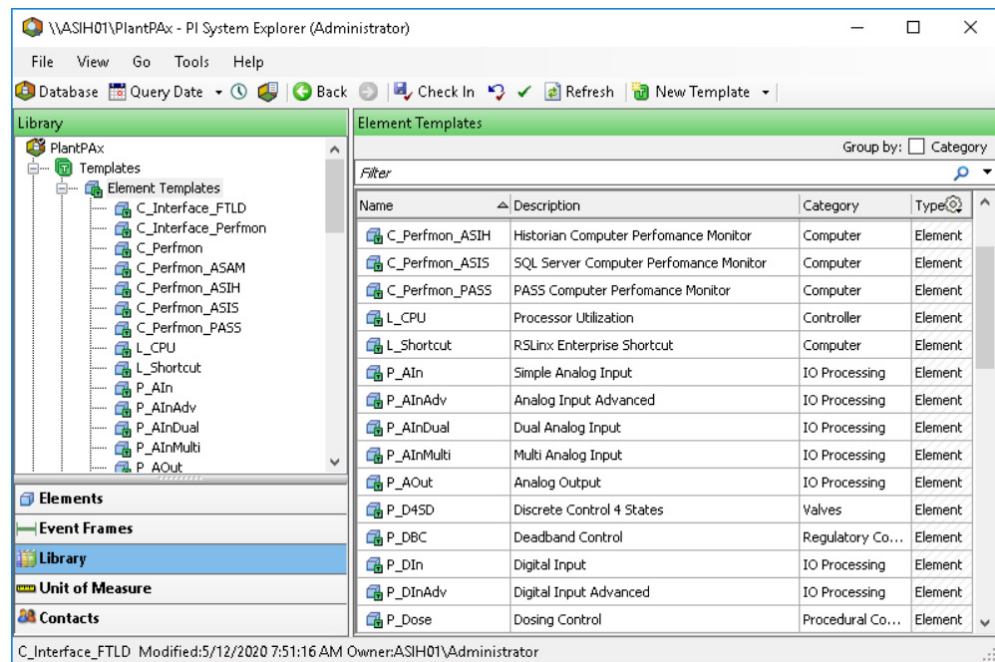 \\ASIH01\PlantPAx - PI System Explorer (Administrator)
File View Go Tools Help
Database Query Date Back Check In Refresh New Template
Library
PlantPAx
Templates
Element Templates
C_Interface_FTLD
C_Interface_Perfmon
C_Perfmon
C_Perfmon_ASAM
C_Perfmon_ASIH
C_Perfmon_ASIS
C_Perfmon_PASS
L_CPU
L_Shortcut
P_AIn
P_AInAdv
P_AInDual
P_AInMulti
P_AOut
Elements
Event Frames
Library
Unit of Measure
Contacts
Element Templates
Group by: Category
Filter
Name Description Category Type
C_Perfmon_ASIH Historian Computer Perfomance Monitor Computer Element
C_Perfmon_ASIS SQL Server Computer Perfomance Monitor Computer Element
C_Perfmon_PASS PASS Computer Perfomance Monitor Computer Element
L_CPU Processor Utilization Controller Element
L_Shortcut RSLinx Enterprise Shortcut Computer Element
P_AIn Simple Analog Input IO Processing Element
P_AInAdv Analog Input Advanced IO Processing Element
P_AInDual Dual Analog Input IO Processing Element
P_AInMulti Multi Analog Input IO Processing Element
P_AOut Analog Output IO Processing Element
P_D4SD Discrete Control 4 States Valves Element
P_DBC Deadband Control Regulatory Co... Element
P_DIn Digital Input IO Processing Element
P_DInAdv Digital Input Advanced IO Processing Element
P_Dose Dosing Control Procedural Co... Element
C_Interface_FTLD Modified:5/12/2020 7:51:16 AM Owner:ASIH01\Administrator